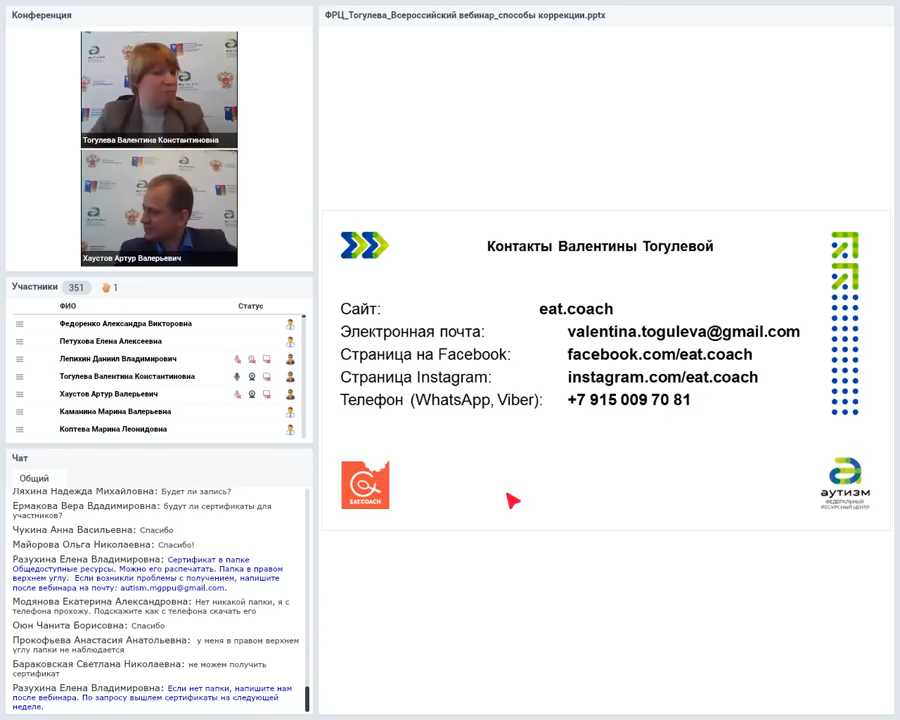 Конференция
Тогулева Валентина Константиновна
Хаустов Артур Валерьевич
Участники 351 1
ФИО Статус
Федоренко Александра Викторовна
Петухова Елена Алексеевна
Лепихин Даниил Владимирович
Тогулева Валентина Константиновна
Хаустов Артур Валерьевич
Каманина Марина Валерьевна
Коптева Марина Леонидовна
Чат
Общий
Ляхина Надежда Михайловна: Будет ли запись?
Ермакова Вера Вдадимировна: будут ли сертификаты для
участников?
Чукина Анна Васильевна: Спасибо
Майорова Ольга Николаевна: Спасибо!
Разухина Елена Владимировна: Сертификат в папке
Общедоступные ресурсы. Можно его распечатать. Папка в правом
верхнем углу. Если возникли проблемы с получением, напишите
после вебинара на почту: autism.mgppu@gmail.com.
Модянова Екатерина Александровна: Нет никакой папки, я с
телефона прохожу. Подскажите как с телефона скачать его
Оюн Чанита Борисовна: Спасибо
Прокофьева Анастасия Анатольевна: у меня в правом верхнем
углу папки не наблюдается
Бараковская Светлана Николаевна: не можем получить
сертификат
Разухина Елена Владимировна: Если нет папки, напишите нам
после вебинара. По запросу вышлем сертификаты на следующей
неделе.
ФРЦ_Тогулева_Всероссийский вебинар_способы коррекции.pptx
Контакты Валентины Тогулевой
Сайт: eat.coach
Электронная почта: valentina.toguleva@gmail.com
Страница на Facebook: facebook.com/eat.coach
Страница Instagram: instagram.com/eat.coach
Телефон (WhatsApp, Viber): +7 915 009 70 81
EAT.COACH
аутизм
ФЕДЕРАЛЬНЫЙ
РЕСУРСНЫЙ ЦЕНТР